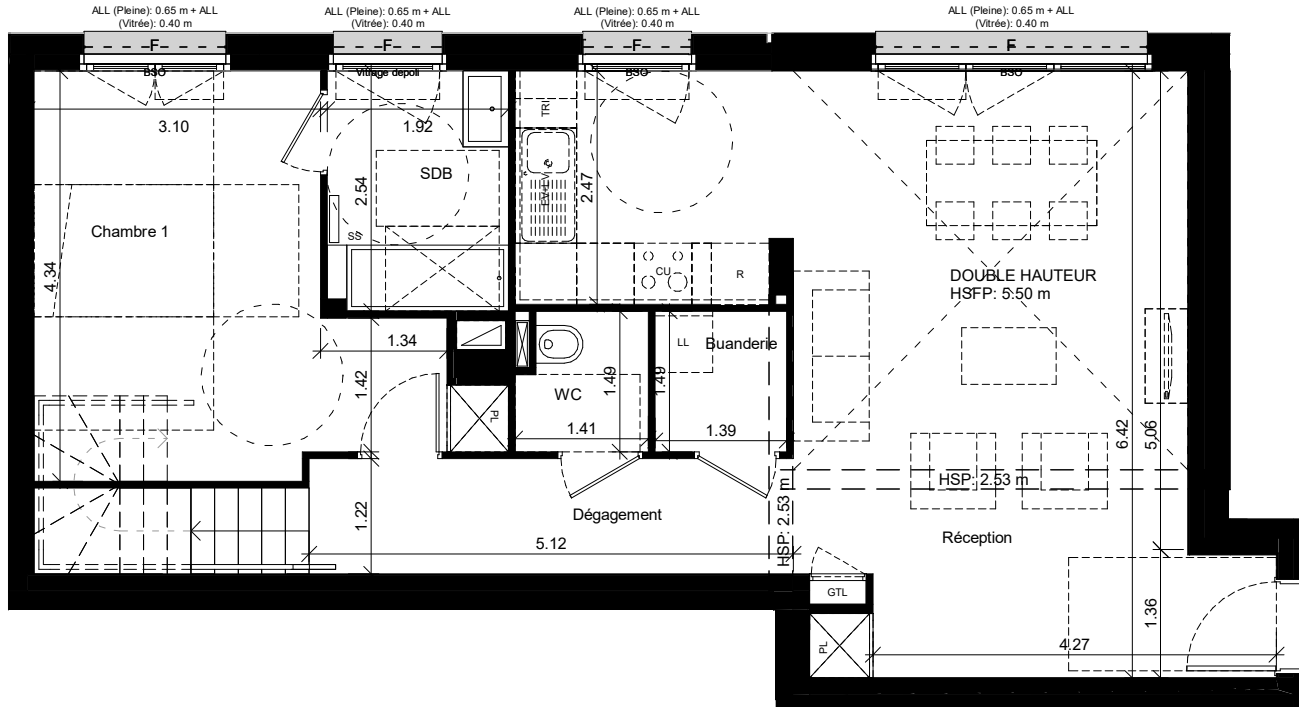 ALL (Pleine): 0.65 m + ALL
(Vitrée): 0.40 m
ALL (Pleine): 0.65 m + ALL
(Vitrée): 0.40 m
ALL (Pleine): 0.65 m + ALL
(Vitrée): 0.40 m
ALL (Pleine): 0.65 m + ALL
(Vitrée): 0.40 m
F
F
F
F
BSO
Vitrage depoli
BSO
BSO
3.10
1.92
TRI
SDB
2.54
EV+LV
2.47
Chambre 1
SS
4.34
CU
R
DOUBLE HAUTEUR
HSFP: 5.50 m
1.34
1.42
LL
Buanderie
WC
1.49
1.49
PL
1.41
1.39
6.42
5.06
HSP: 2.53 m
Dégagement
1.22
5.12
HSP: 2.53 m
Réception
GTL
1.36
PL
4.27